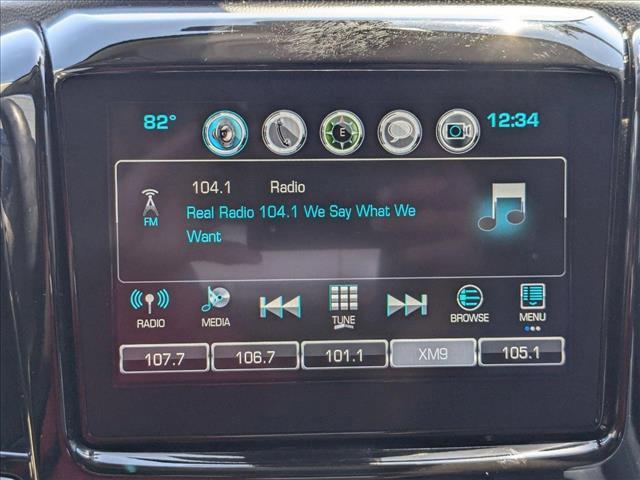 82° E 12:34
104.1 Radio
FM
Real Radio 104.1 We Say What We
Want
RADIO MEDIA TUNE BROWSE MENU
107.7 106.7 101.1 XM9 105.1